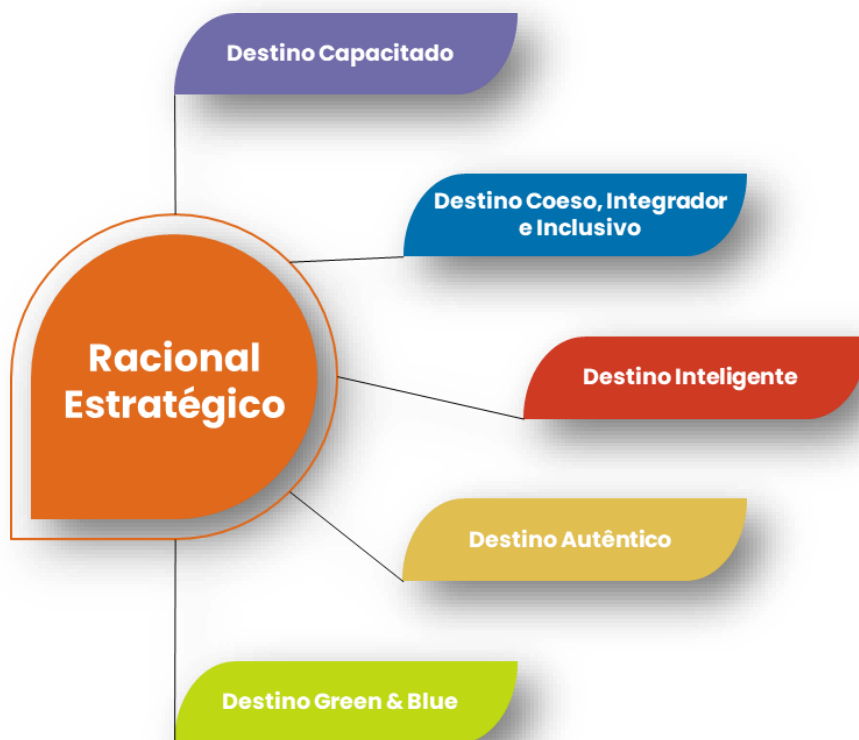 Destino Capacitado
Destino Coeso, Integrador
e Inclusivo
Racional
Estratégico
Destino Inteligente
Destino Autêntico
Destino Green & Blue